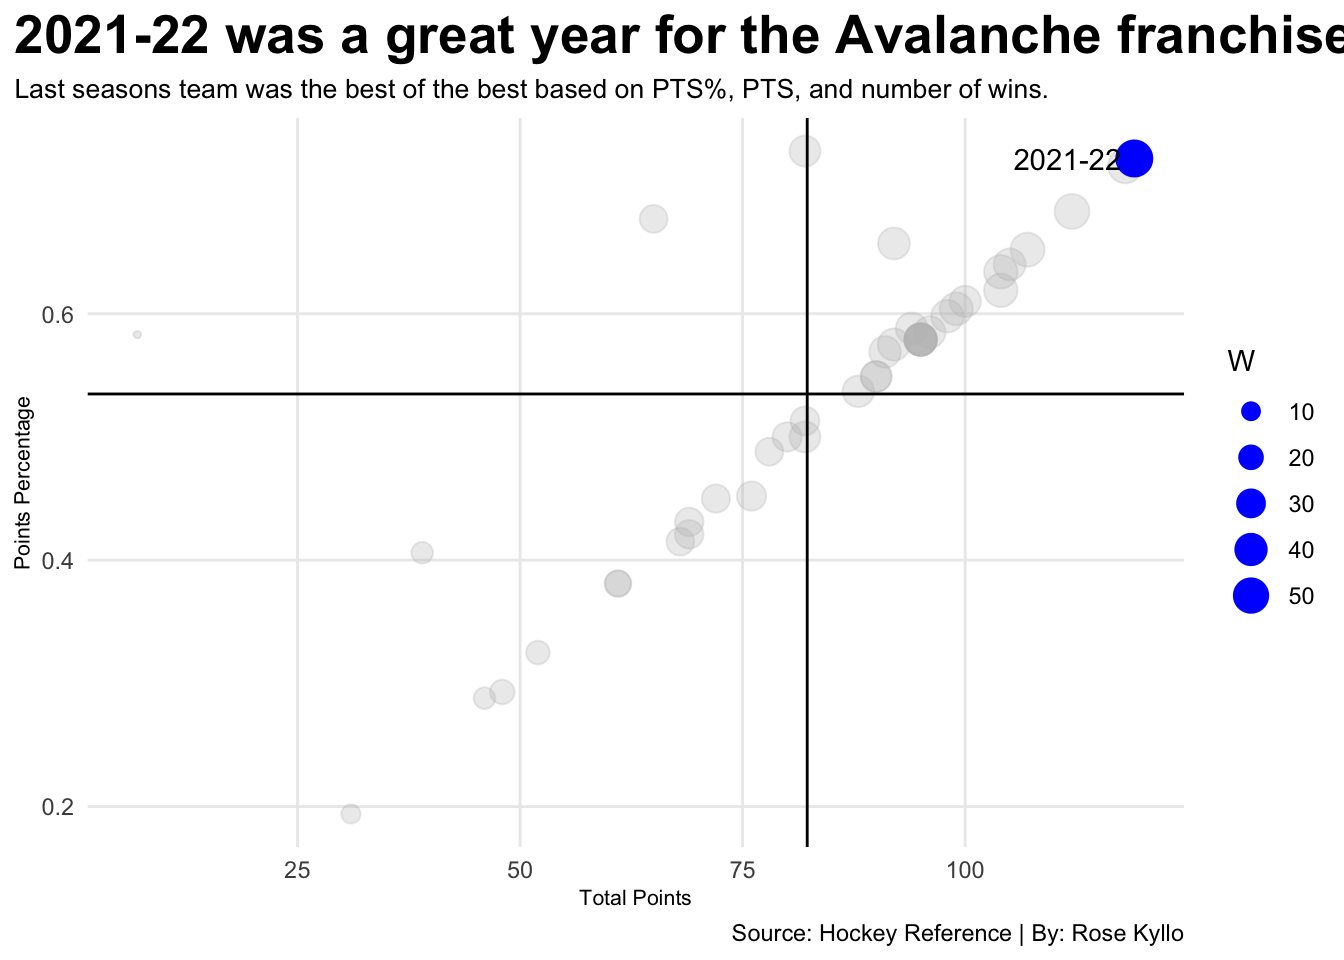 2021-22 was a great year for the Avalanche franchise
Last seasons team was the best of the best based on PTS%, PTS, and number of wins.
2021-22
0.6
0.4
0.2
Points Percentage
25
50
75
100
Total Points
W
10
20
30
40
50
Source: Hockey Reference | By: Rose Kyllo